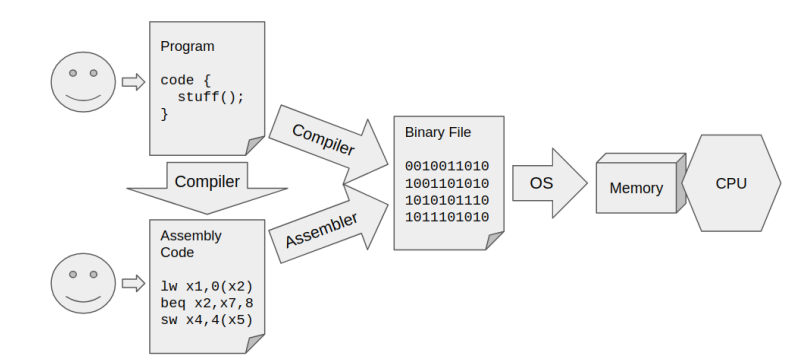 Program
code {
  stuff();
}
Compiler
Compiler
Assembly
Code
lw x1,0(x2)
beq x2,x7,8
sw x4,4(x5)
Assembler
Binary File
0010011010
1001101010
1010101110
1011101010
OS
Memory
CPU